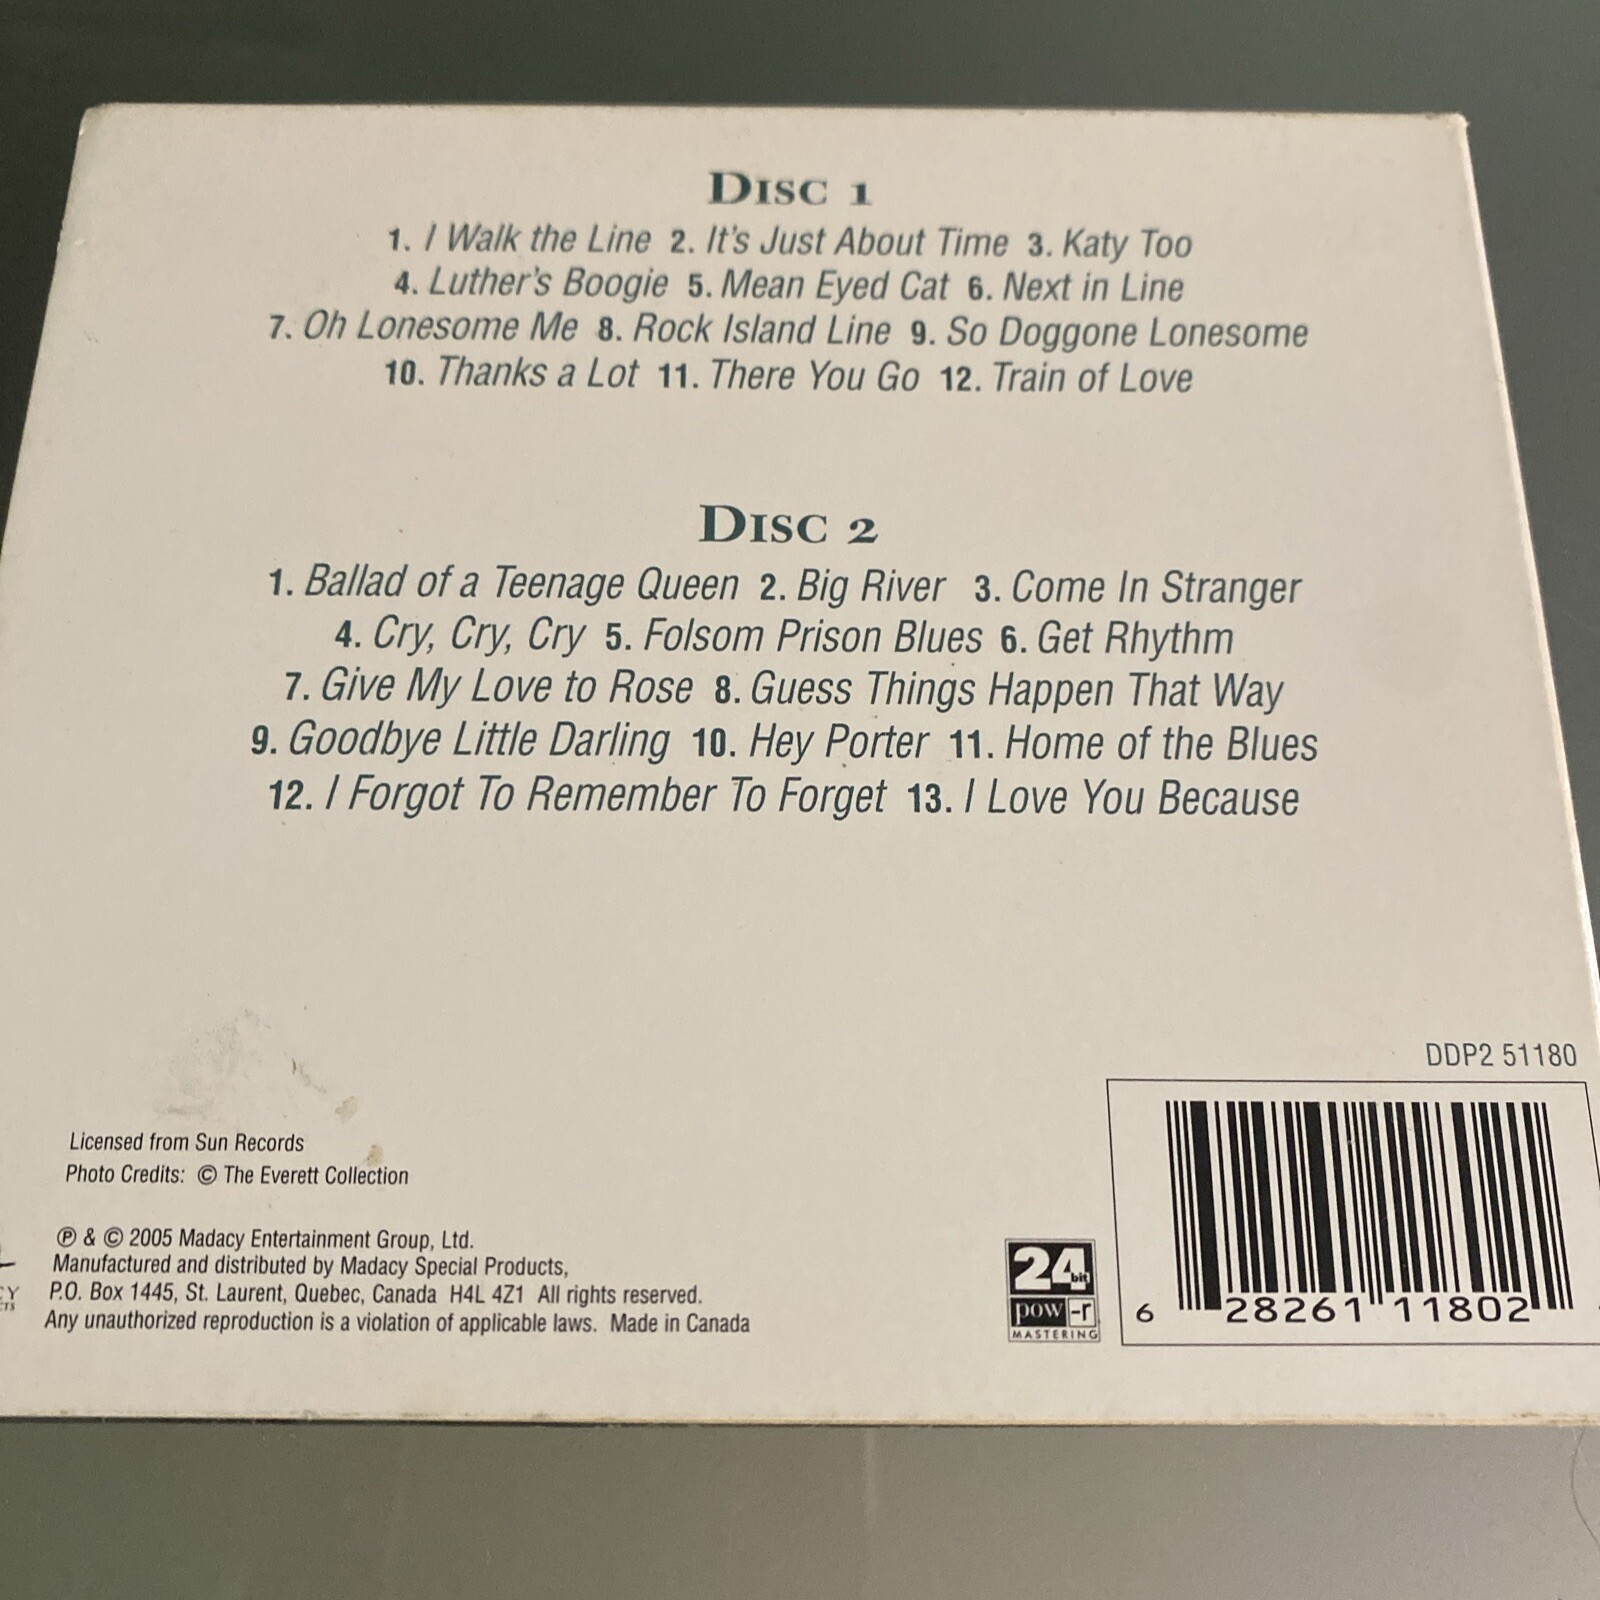 DISC 1
1. I Walk the Line 2. It's Just About Time 3. Katy Too
4. Luther's Boogie 5. Mean Eyed Cat 6. Next in Line
7. Oh Lonesome Me 8. Rock Island Line 9. So Doggone Lonesome
10. Thanks a Lot 11. There You Go 12. Train of Love
DISC 2
1. Ballad of a Teenage Queen 2. Big River 3. Come In Stranger
4. Cry, Cry, Cry 5. Folsom Prison Blues 6. Get Rhythm
7. Give My Love to Rose 8. Guess Things Happen That Way
9. Goodbye Little Darling 10. Hey Porter 11. Home of the Blues
12. I Forgot To Remember To Forget 13. I Love You Because
DDP2 51180
Licensed from Sun Records
Photo Credits: © The Everett Collection
℗ & © 2005 Madacy Entertainment Group, Ltd.
Manufactured and distributed by Madacy Special Products,
P.O. Box 1445, St. Laurent, Quebec, Canada H4L 4Z1 All rights reserved.
Any unauthorized reproduction is a violation of applicable laws. Made in Canada
24 bit
pow-r
MASTERING
6 28261 11802